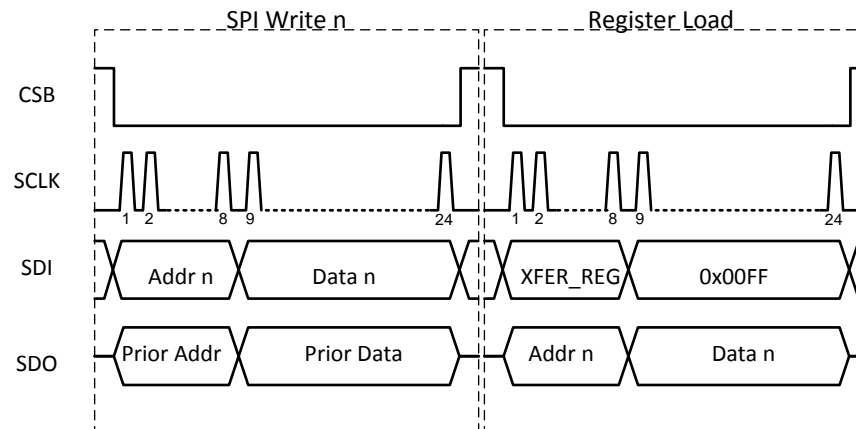 SPI Write n Register Load
CSB
SCLK
1 2 8 9 24 1 2 8 9 24
SDI Addr n Data n XFER_REG 0x00FF
SDO Prior Addr Prior Data Addr n Data n